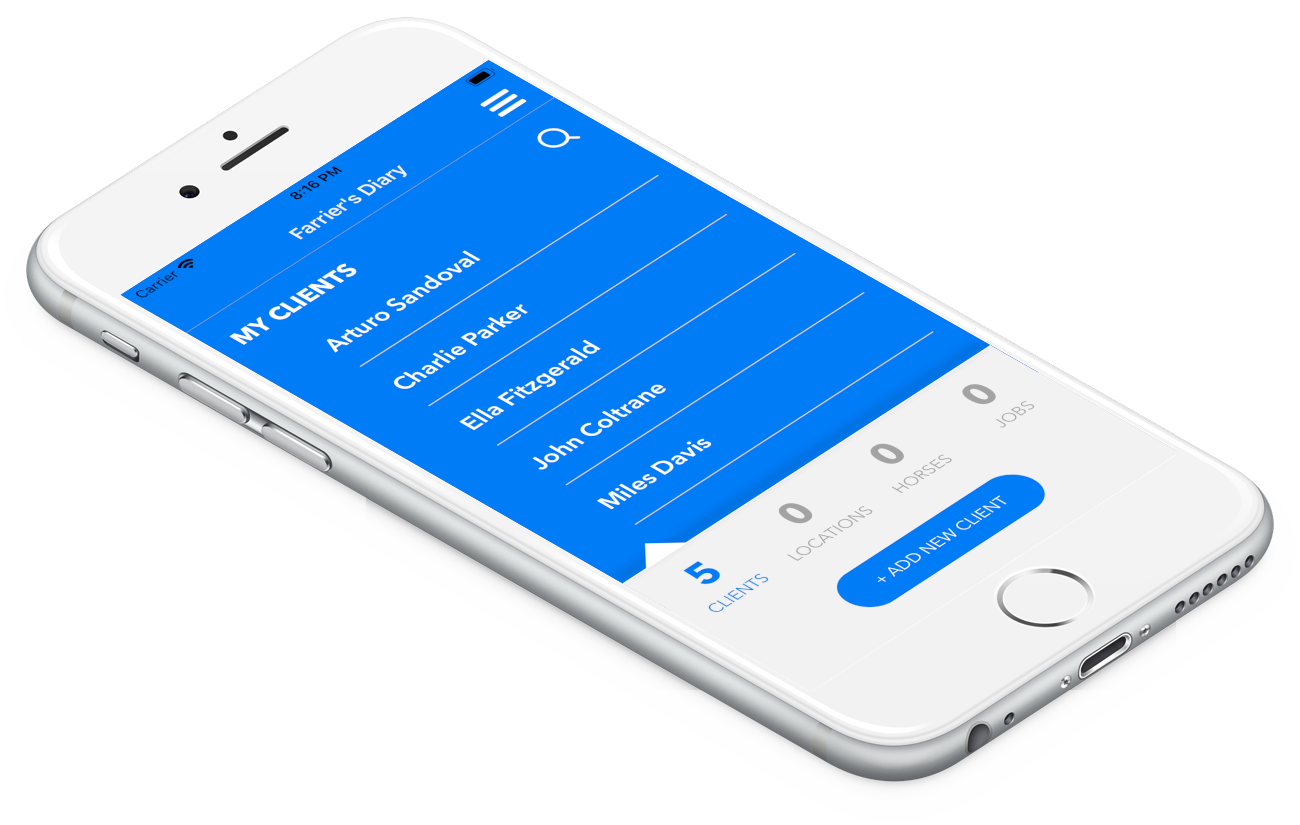 Carrier 8:16 PM
Farrier's Diary
MY CLIENTS
Arturo Sandoval
Charlie Parker
Ella Fitzgerald
John Coltrane
Miles Davis
5 0 0 0
CLIENTS LOCATIONS HORSES JOBS
+ ADD NEW CLIENT